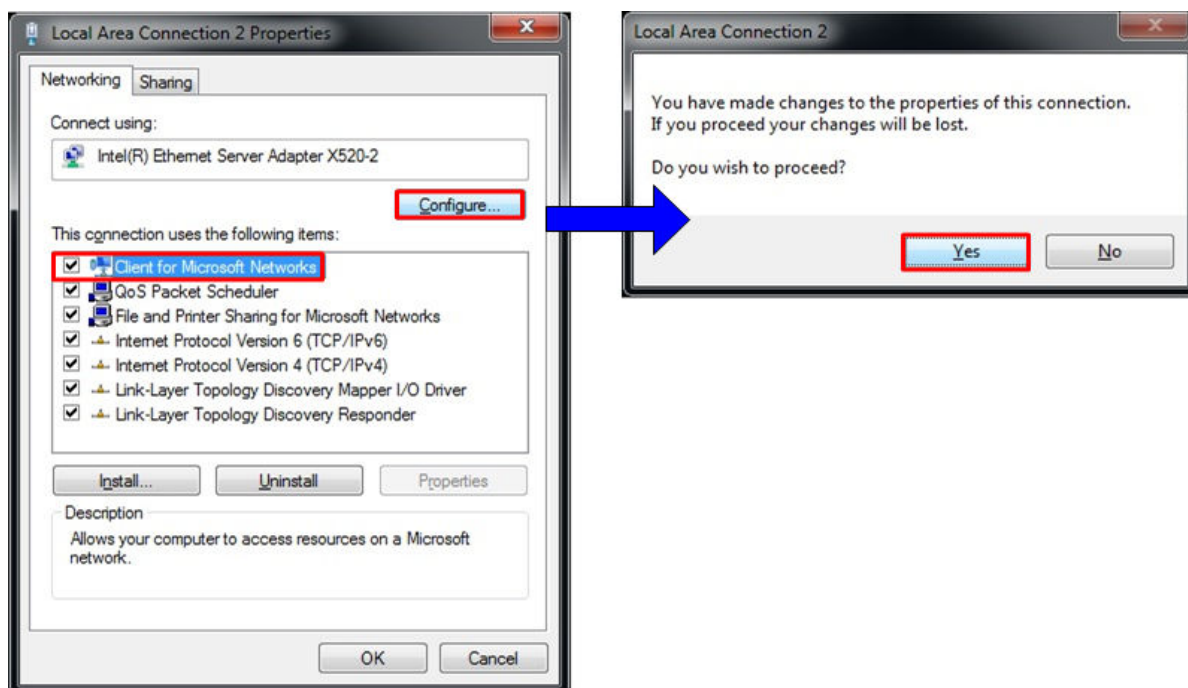 Local Area Connection 2 Properties
Networking
Sharing
Connect using:
Intel(R) Ethernet Server Adapter X520-2
Configure...
This connection uses the following items:
Client for Microsoft Networks
QoS Packet Scheduler
File and Printer Sharing for Microsoft Networks
Internet Protocol Version 6 (TCP/IPv6)
Internet Protocol Version 4 (TCP/IPv4)
Link-Layer Topology Discovery Mapper I/O Driver
Link-Layer Topology Discovery Responder
Install...
Uninstall
Properties
Description
Allows your computer to access resources on a Microsoft
network.
OK
Cancel
Local Area Connection 2
You have made changes to the properties of this connection.
If you proceed your changes will be lost.
Do you wish to proceed?
Yes
No